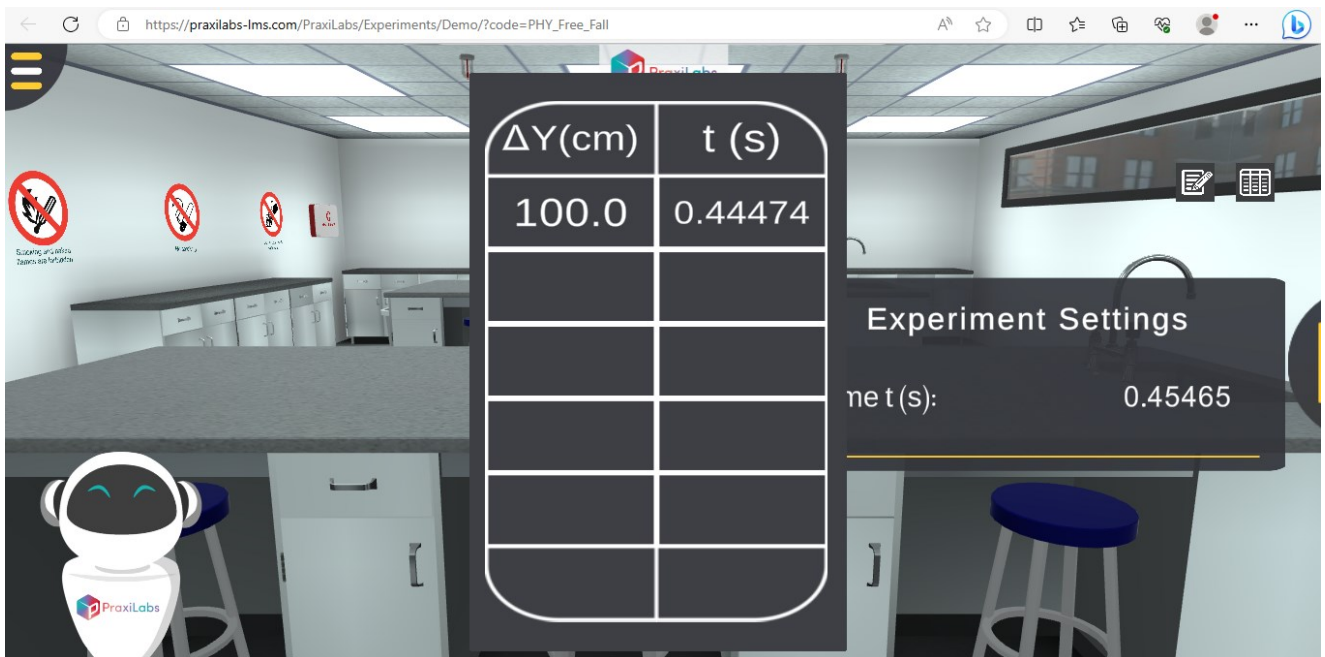 https://praxilabs-lms.com/PraxiLabs/Experiments/Demo/?code=PHY_Free_Fall
PraxiLabs
ΔY(cm) t (s)
100.0 0.44474
Experiment Settings
me t (s): 0.45465
PraxiLabs